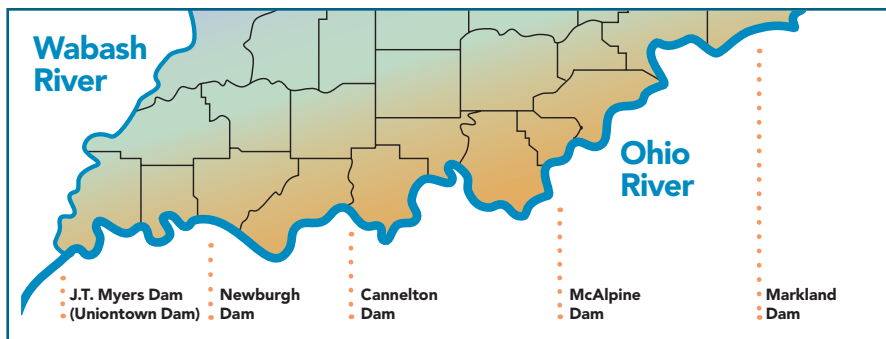 Wabash
River
Ohio
River
J.T. Myers Dam
(Uniontown Dam)
Newburgh
Dam
Cannelton
Dam
McAlpine
Dam
Markland
Dam